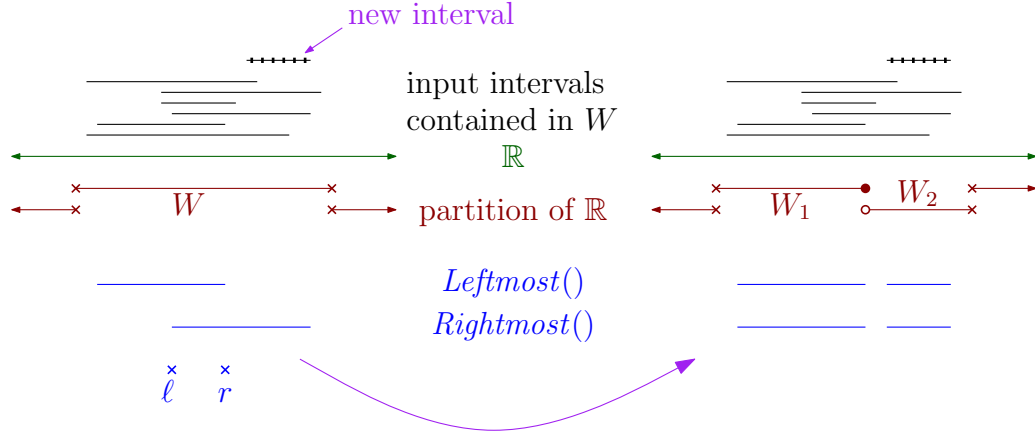 new interval
input intervals
contained in W
ℝ
W
partition of ℝ
W₁
W₂
Leftmost()
Rightmost()
ℓ r